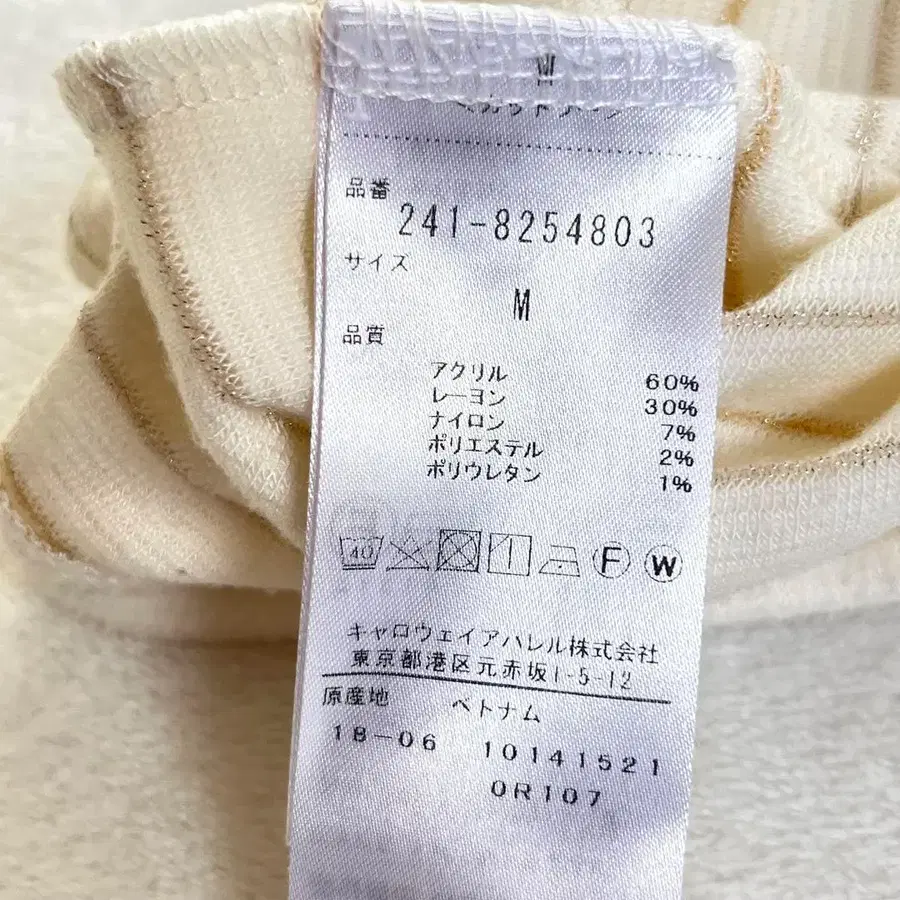 品番
241-8254803
サイズ
M
品質
アクリル 60%
レーヨン 30%
ナイロン 7%
ポリエステル 2%
ポリウレタン 1%
40 F W
キャロウェイアパレル株式会社
東京都港区元赤坂1-5-12
原産地 ベトナム
18-06 10141521
0R107